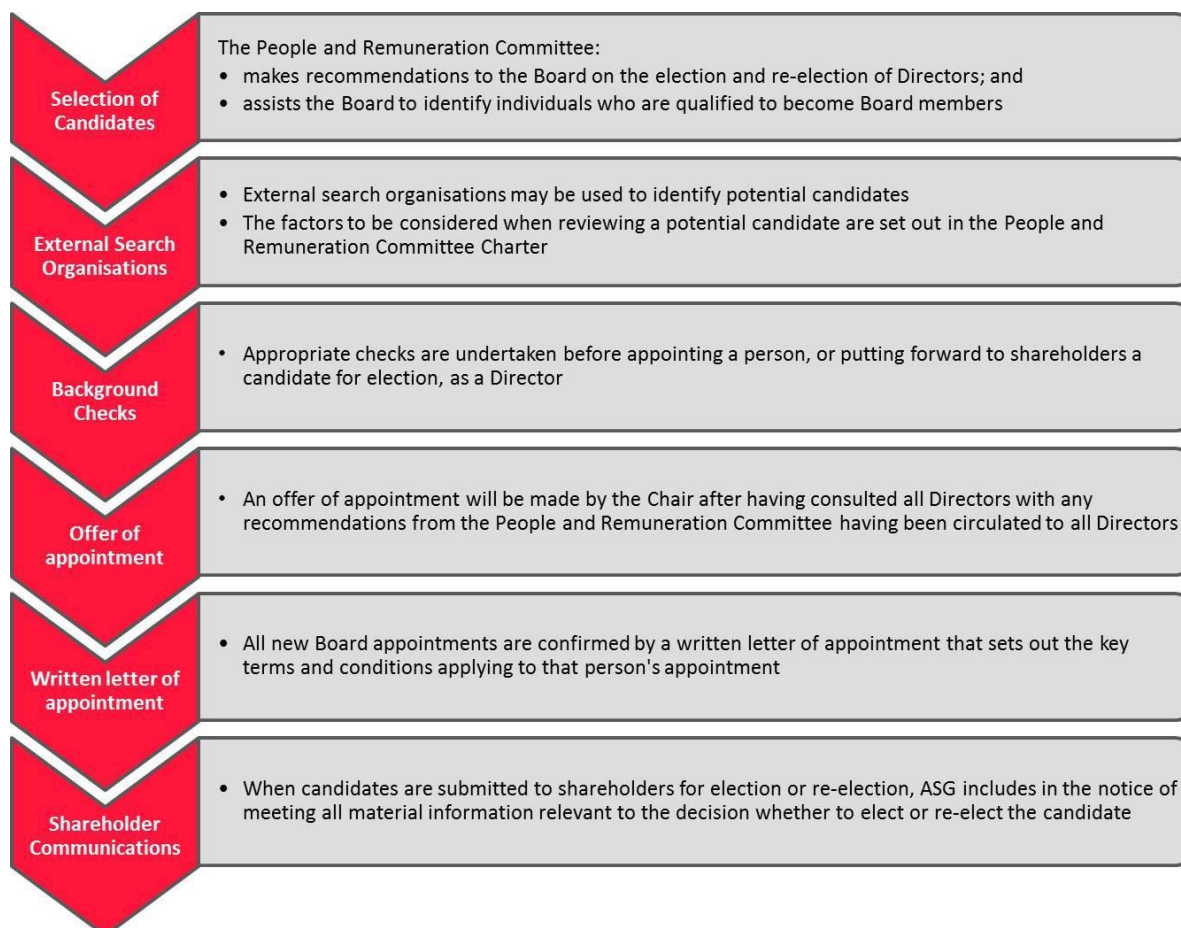 Selection of
Candidates
The People and Remuneration Committee:
• makes recommendations to the Board on the election and re-election of Directors; and
• assists the Board to identify individuals who are qualified to become Board members
External Search
Organisations
• External search organisations may be used to identify potential candidates
• The factors to be considered when reviewing a potential candidate are set out in the People and
Remuneration Committee Charter
Background
Checks
• Appropriate checks are undertaken before appointing a person, or putting forward to shareholders a
candidate for election, as a Director
Offer of
appointment
• An offer of appointment will be made by the Chair after having consulted all Directors with any
recommendations from the People and Remuneration Committee having been circulated to all Directors
Written letter of
appointment
• All new Board appointments are confirmed by a written letter of appointment that sets out the key
terms and conditions applying to that person's appointment
Shareholder
Communications
• When candidates are submitted to shareholders for election or re-election, ASG includes in the notice of
meeting all material information relevant to the decision whether to elect or re-elect the candidate